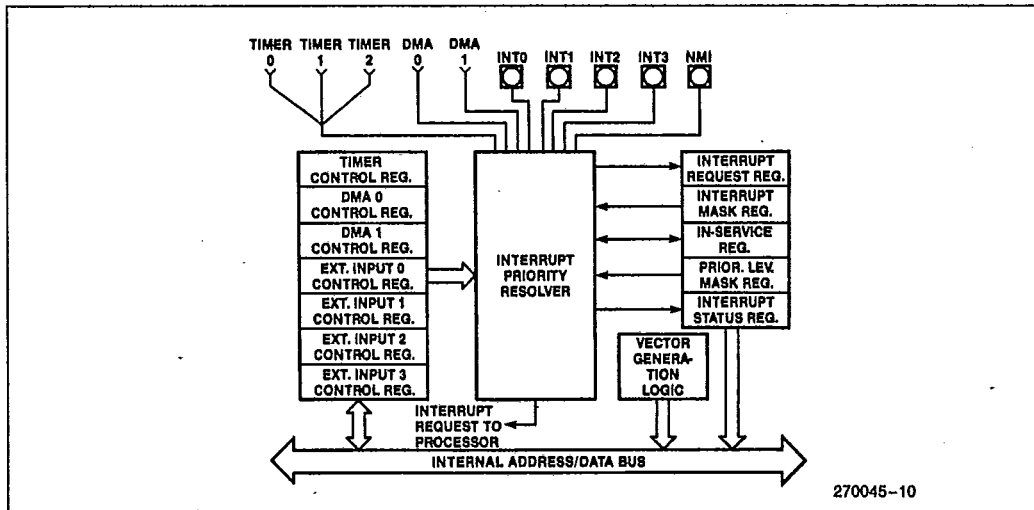 TIMER TIMER TIMER DMA DMA
0 1 2 0 1 INT0 INT1 INT2 INT3 NMI
TIMER
CONTROL REG.
DMA 0
CONTROL REG.
DMA 1
CONTROL REG.
EXT. INPUT 0
CONTROL REG.
EXT. INPUT 1
CONTROL REG.
EXT. INPUT 2
CONTROL REG.
EXT. INPUT 3
CONTROL REG.
INTERRUPT
PRIORITY
RESOLVER
INTERRUPT
REQUEST REG.
INTERRUPT
MASK REG.
IN-SERVICE
REG.
PRIOR. LEV.
MASK REG.
INTERRUPT
STATUS REG.
VECTOR
GENERA-
TION
LOGIC
INTERRUPT
REQUEST TO
PROCESSOR
INTERNAL ADDRESS/DATA BUS
270045-10